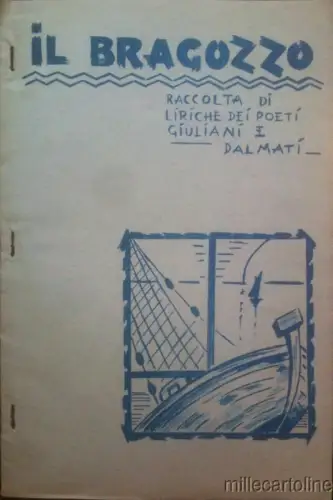 iL BRAGOZZO
RACCOLTA Di
LiRiCHE DEi POETi
GiULiANi E
DALMATi
millecartoline